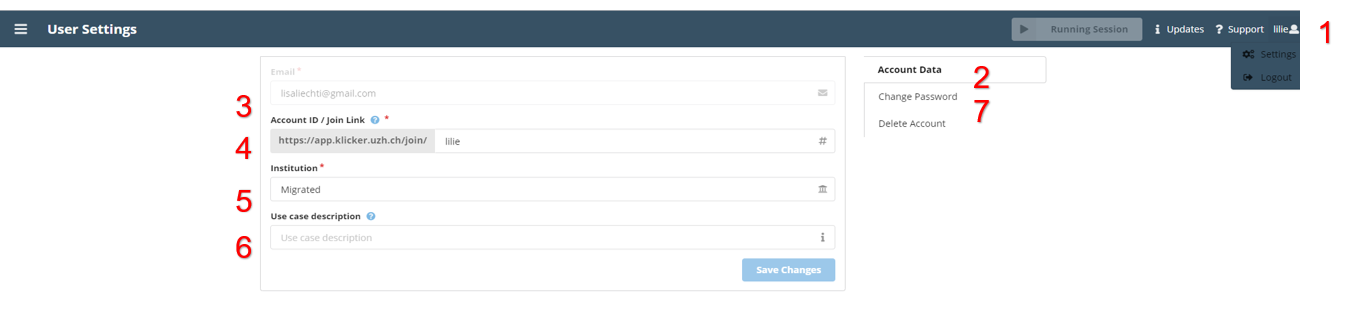 User Settings
Running Session
Updates
Support
lilie
1
Settings
Logout
Email *
lisaliechti@gmail.com
3
Account ID / Join Link ? *
4
https://app.klicker.uzh.ch/join/ lilie #
Institution *
5
Migrated
Use case description ?
6
Use case description
Save Changes
Account Data
2
Change Password
7
Delete Account